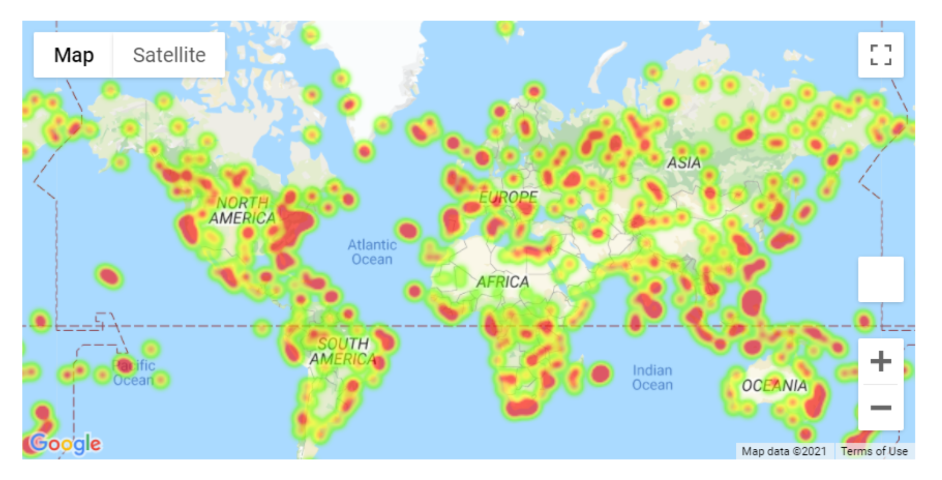 Map Satellite
ASIA
EUROPE
NORTH
AMERICA
Atlantic
Ocean
AFRICA
SOUTH
AMERICA
Pacific
Ocean
Indian
Ocean
OCEANIA
+
−
Google
Map data ©2021 Terms of Use